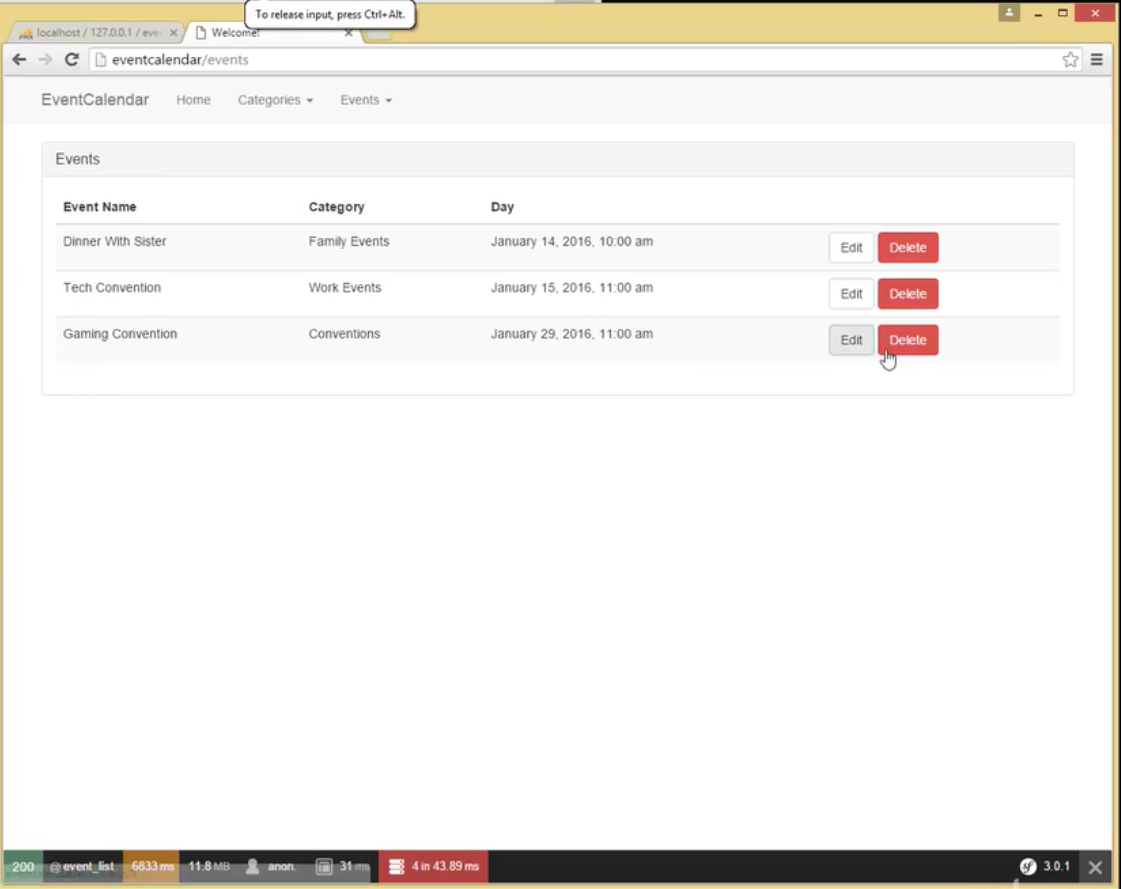 To release input, press Ctrl+Alt.
localhost / 127.0.0.1 / eve
Welcome!
eventcalendar/events
EventCalendar Home Categories Events
Events
Event Name Category Day
Dinner With Sister Family Events January 14, 2016, 10:00 am Edit Delete
Tech Convention Work Events January 15, 2016, 11:00 am Edit Delete
Gaming Convention Conventions January 29, 2016, 11:00 am Edit Delete
200 @ event_list 6833 ms 11.8 MB anon. 31 ms 4 in 43.89 ms sf 3.0.1